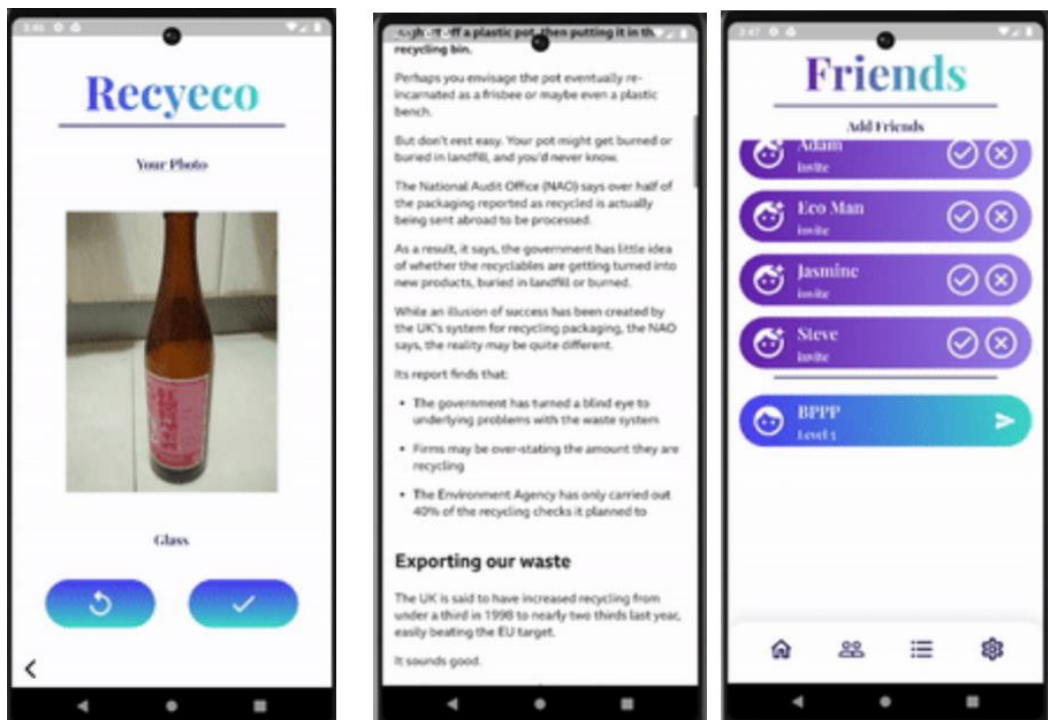 3:46
Recyeco
Your Photo
Glass
off a plastic pot, then putting it in the
recycling bin.
Perhaps you envisage the pot eventually re-
incarnated as a frisbee or maybe even a plastic
bench.
But don't rest easy. Your pot might get burned or
buried in landfill, and you'd never know.
The National Audit Office (NAO) says over half of
the packaging reported as recycled is actually
being sent abroad to be processed.
As a result, it says, the government has little idea
of whether the recyclables are getting turned into
new products, buried in landfill or burned.
While an illusion of success has been created by
the UK's system for recycling packaging, the NAO
says, the reality may be quite different.
Its report finds that:
• The government has turned a blind eye to
underlying problems with the waste system
• Firms may be over-stating the amount they are
recycling
• The Environment Agency has only carried out
40% of the recycling checks it planned to
Exporting our waste
The UK is said to have increased recycling from
under a third in 1998 to nearly two thirds last year,
easily beating the EU target.
It sounds good.
3:47
Friends
Add Friends
Adam
invite
Eco Man
invite
Jasmine
invite
Steve
invite
BPPP
Level 5